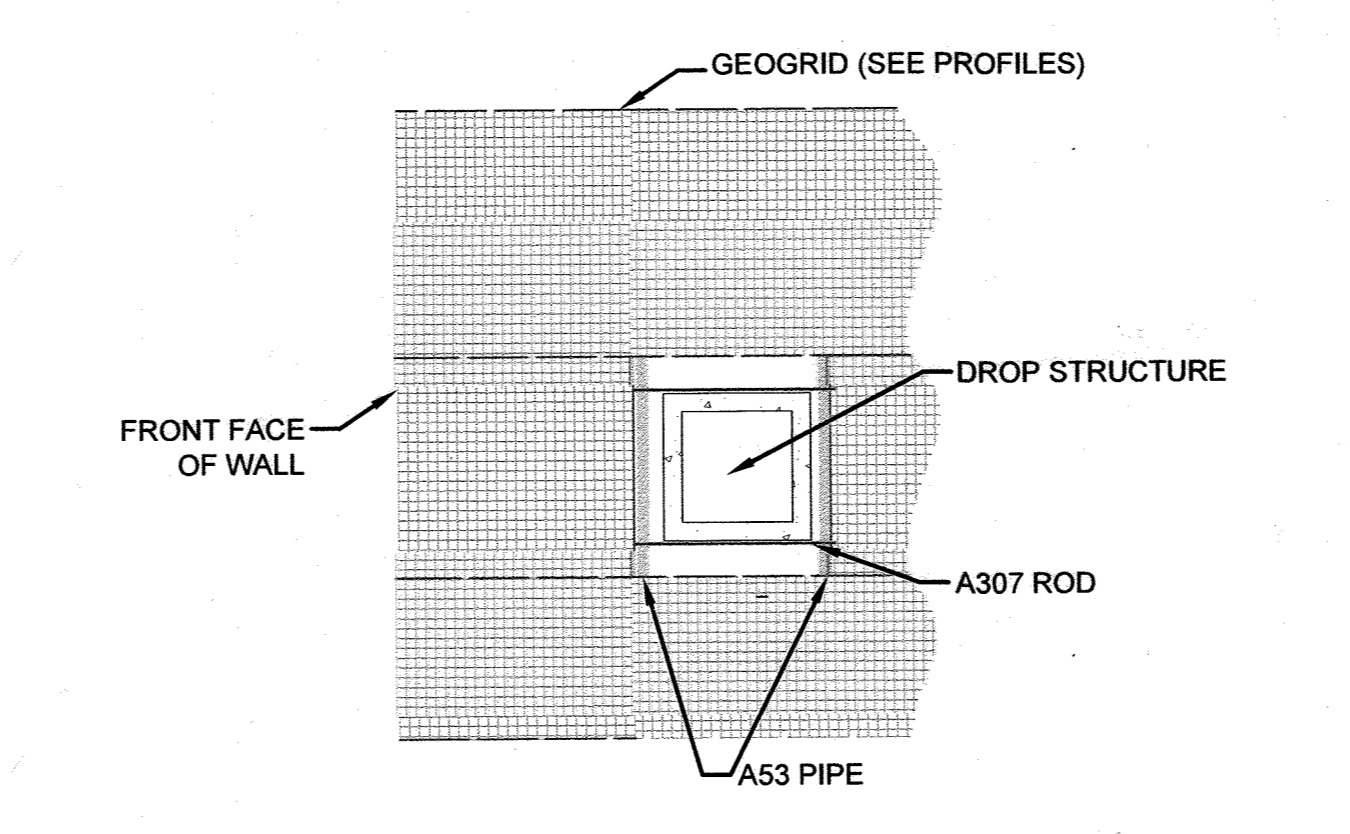 GEOGRID (SEE PROFILES)
DROP STRUCTURE
FRONT FACE
OF WALL
A307 ROD
A53 PIPE